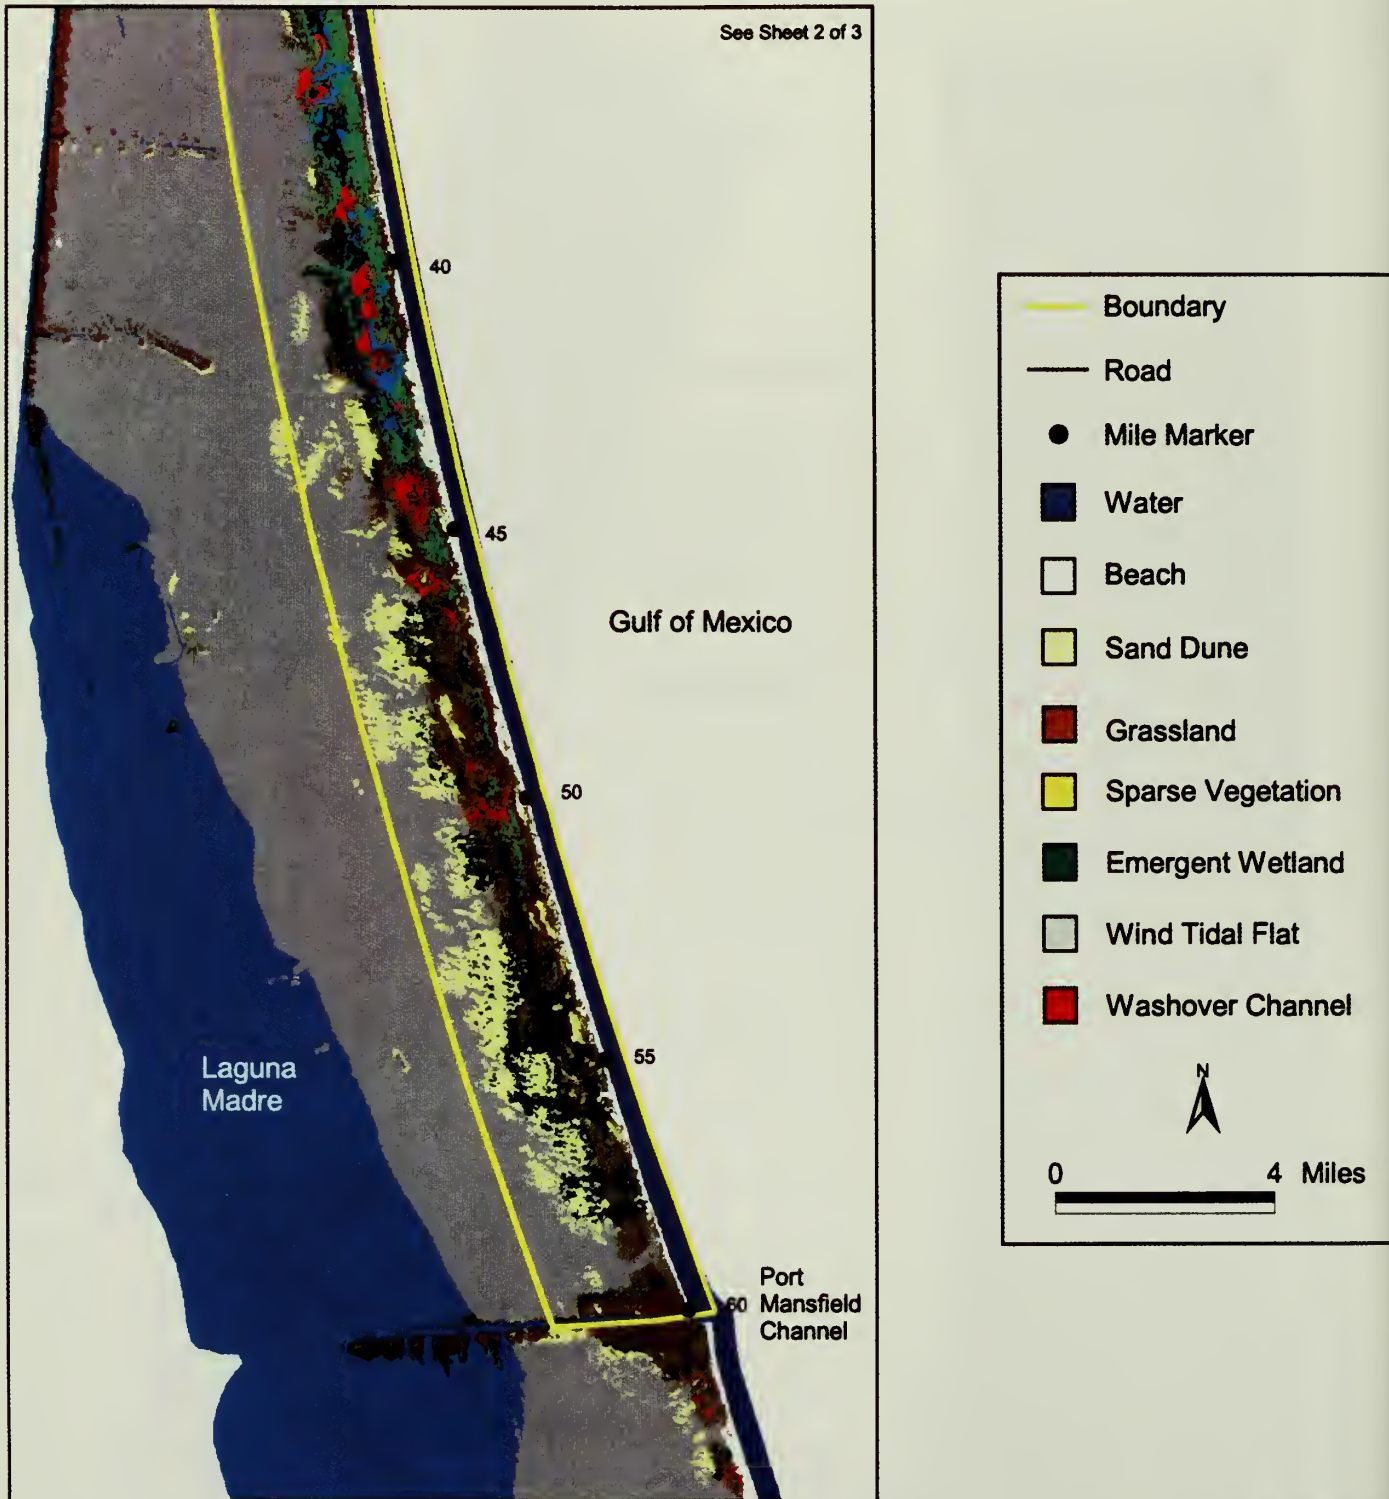 See Sheet 2 of 3
40
45
Gulf of Mexico
50
55
Laguna
Madre
60
Port
Mansfield
Channel
Boundary
Road
Mile Marker
Water
Beach
Sand Dune
Grassland
Sparse Vegetation
Emergent Wetland
Wind Tidal Flat
Washover Channel
N
0 4 Miles